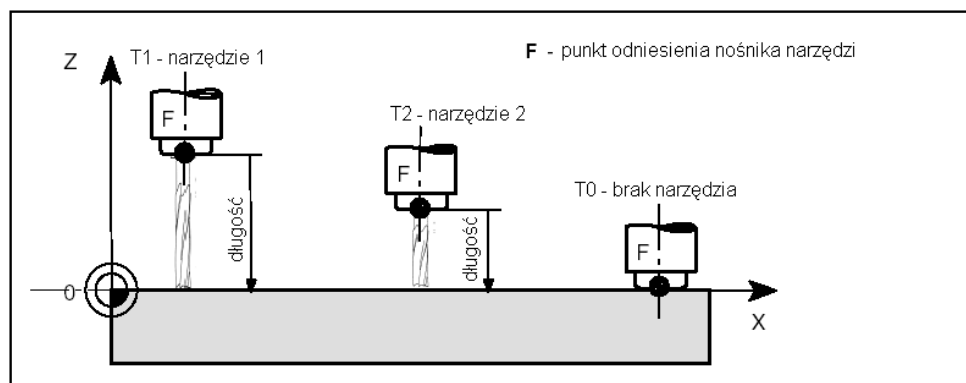 T1 - narzędzie 1
F - punkt odniesienia nośnika narzędzi
Z
F
T2 - narzędzie 2
F
T0 - brak narzędzia
F
długość
długość
0
X